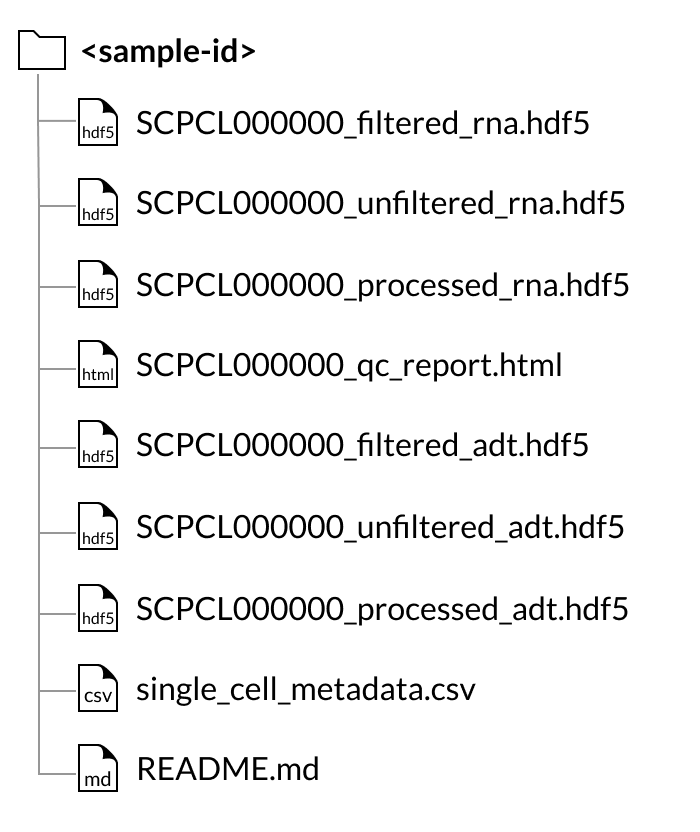 <sample-id>
hdf5 SCPCL000000_filtered_rna.hdf5
hdf5 SCPCL000000_unfiltered_rna.hdf5
hdf5 SCPCL000000_processed_rna.hdf5
html SCPCL000000_qc_report.html
hdf5 SCPCL000000_filtered_adt.hdf5
hdf5 SCPCL000000_unfiltered_adt.hdf5
hdf5 SCPCL000000_processed_adt.hdf5
csv single_cell_metadata.csv
md README.md